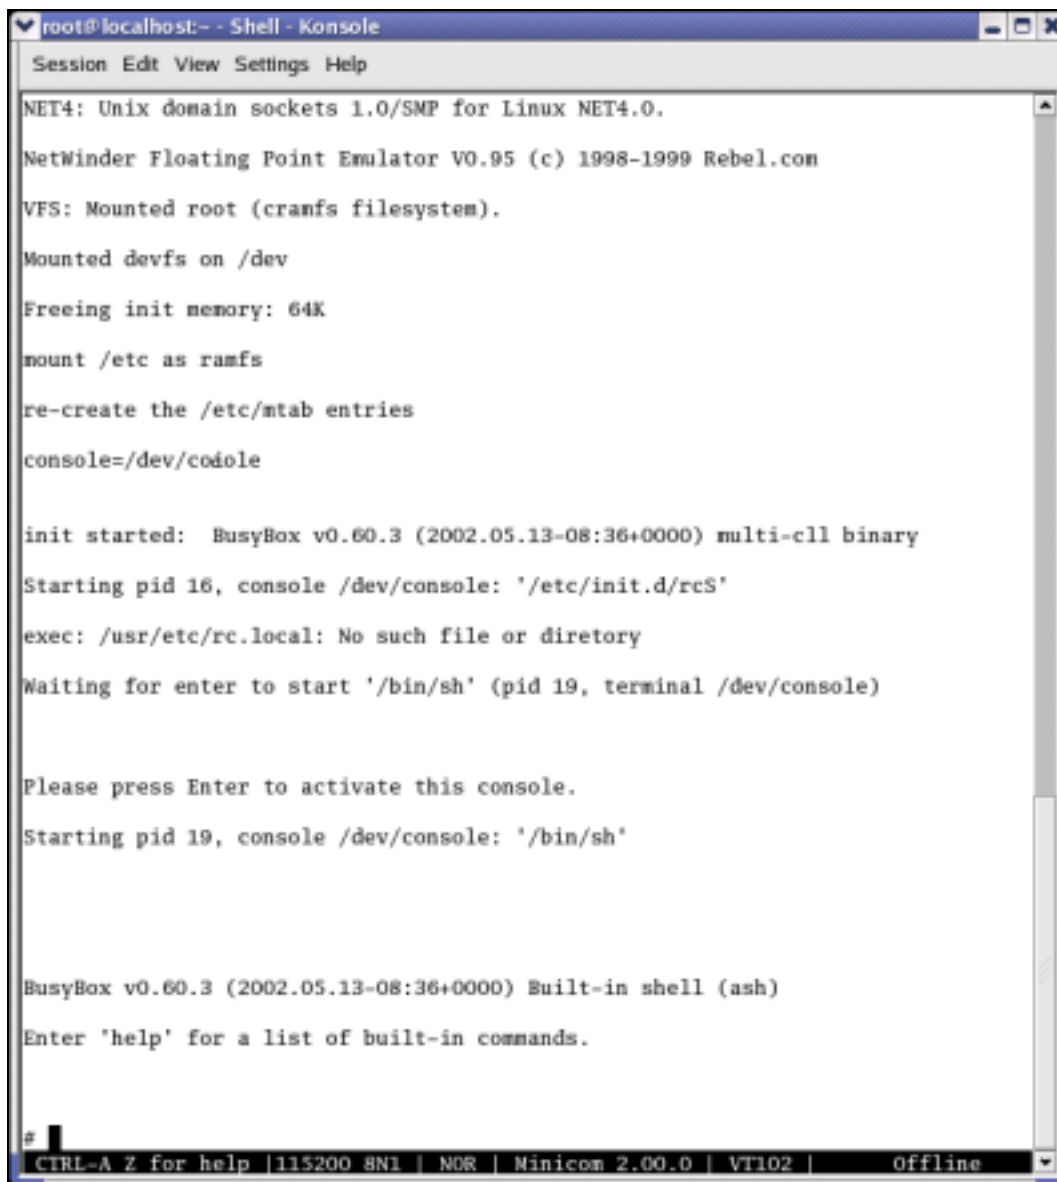 root@localhost:~ - Shell - Konsole
Session Edit View Settings Help
NET4: Unix domain sockets 1.0/SMP for Linux NET4.0.
NetWinder Floating Point Emulator V0.95 (c) 1998-1999 Rebel.com
VFS: Mounted root (cramfs filesystem).
Mounted devfs on /dev
Freeing init memory: 64K
mount /etc as ramfs
re-create the /etc/mtab entries
console=/dev/coiole
init started:  BusyBox v0.60.3 (2002.05.13-08:36+0000) multi-cll binary
Starting pid 16, console /dev/console: '/etc/init.d/rcS'
exec: /usr/etc/rc.local: No such file or diretory
Waiting for enter to start '/bin/sh' (pid 19, terminal /dev/console)
Please press Enter to activate this console.
Starting pid 19, console /dev/console: '/bin/sh'
BusyBox v0.60.3 (2002.05.13-08:36+0000) Built-in shell (ash)
Enter 'help' for a list of built-in commands.
#
CTRL-A Z for help |115200 8N1 | NOR | Minicom 2.00.0 | VT102 | Offline